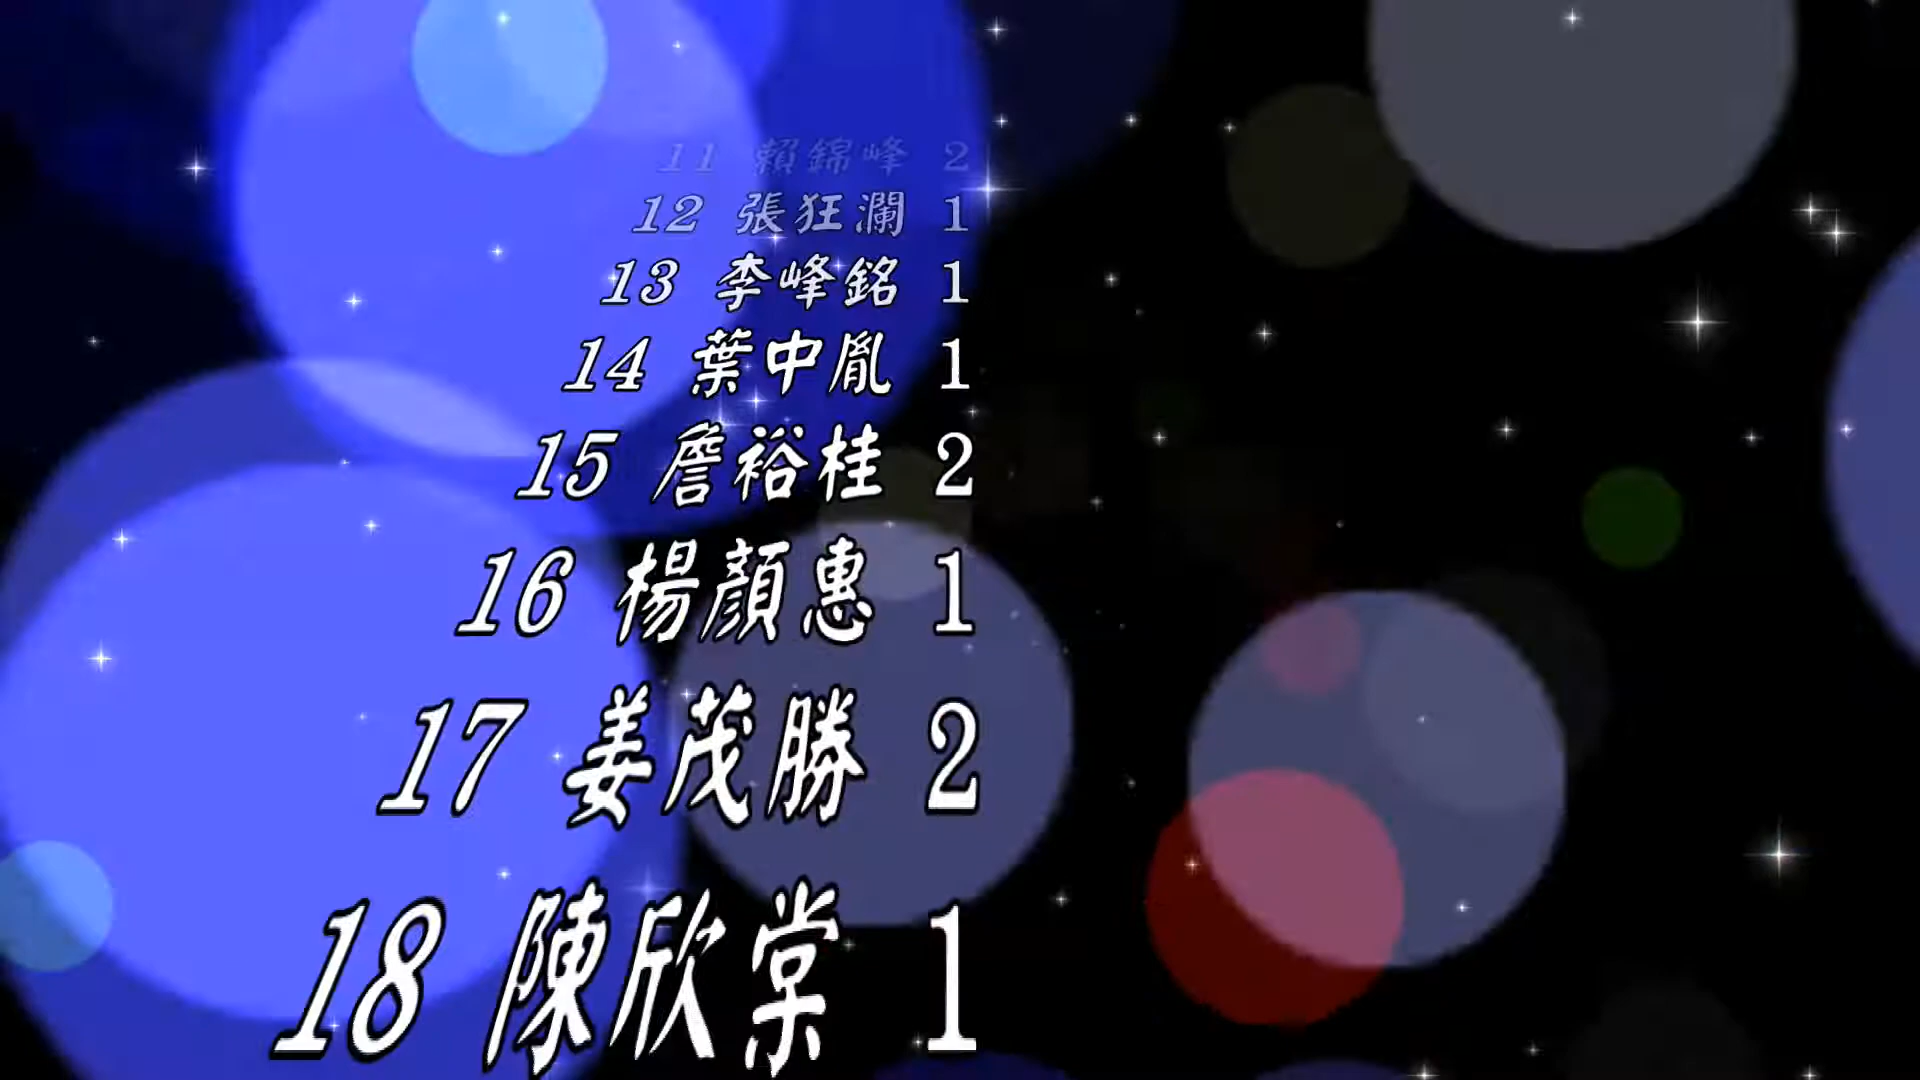 11 賴錦峰 2
12 張狂瀾 1
13 李峰銘 1
14 葉中胤 1
15 詹裕桂 2
16 楊顏惠 1
17 姜茂勝 2
18 陳欣棠 1